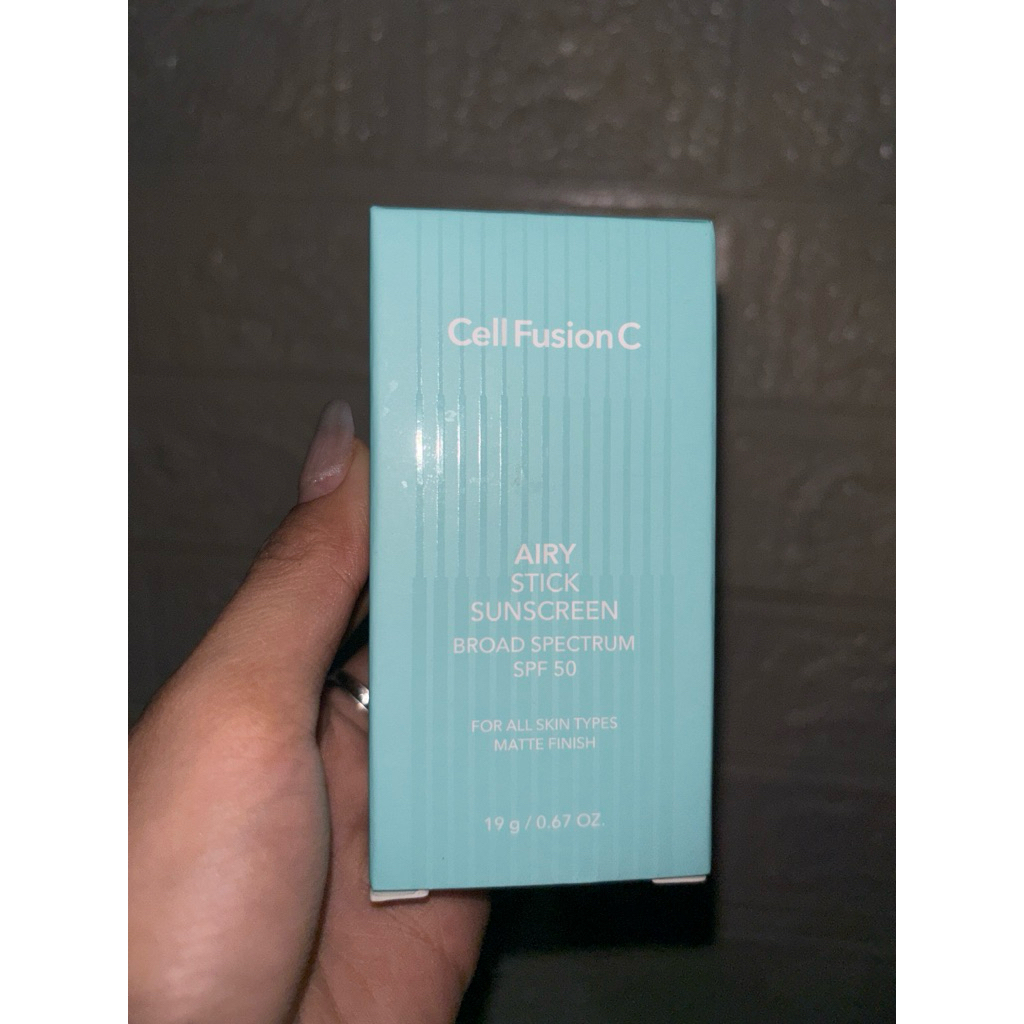 Cell Fusion C
AIRY
STICK
SUNSCREEN
BROAD SPECTRUM
SPF 50
FOR ALL SKIN TYPES
MATTE FINISH
19 g / 0.67 OZ.